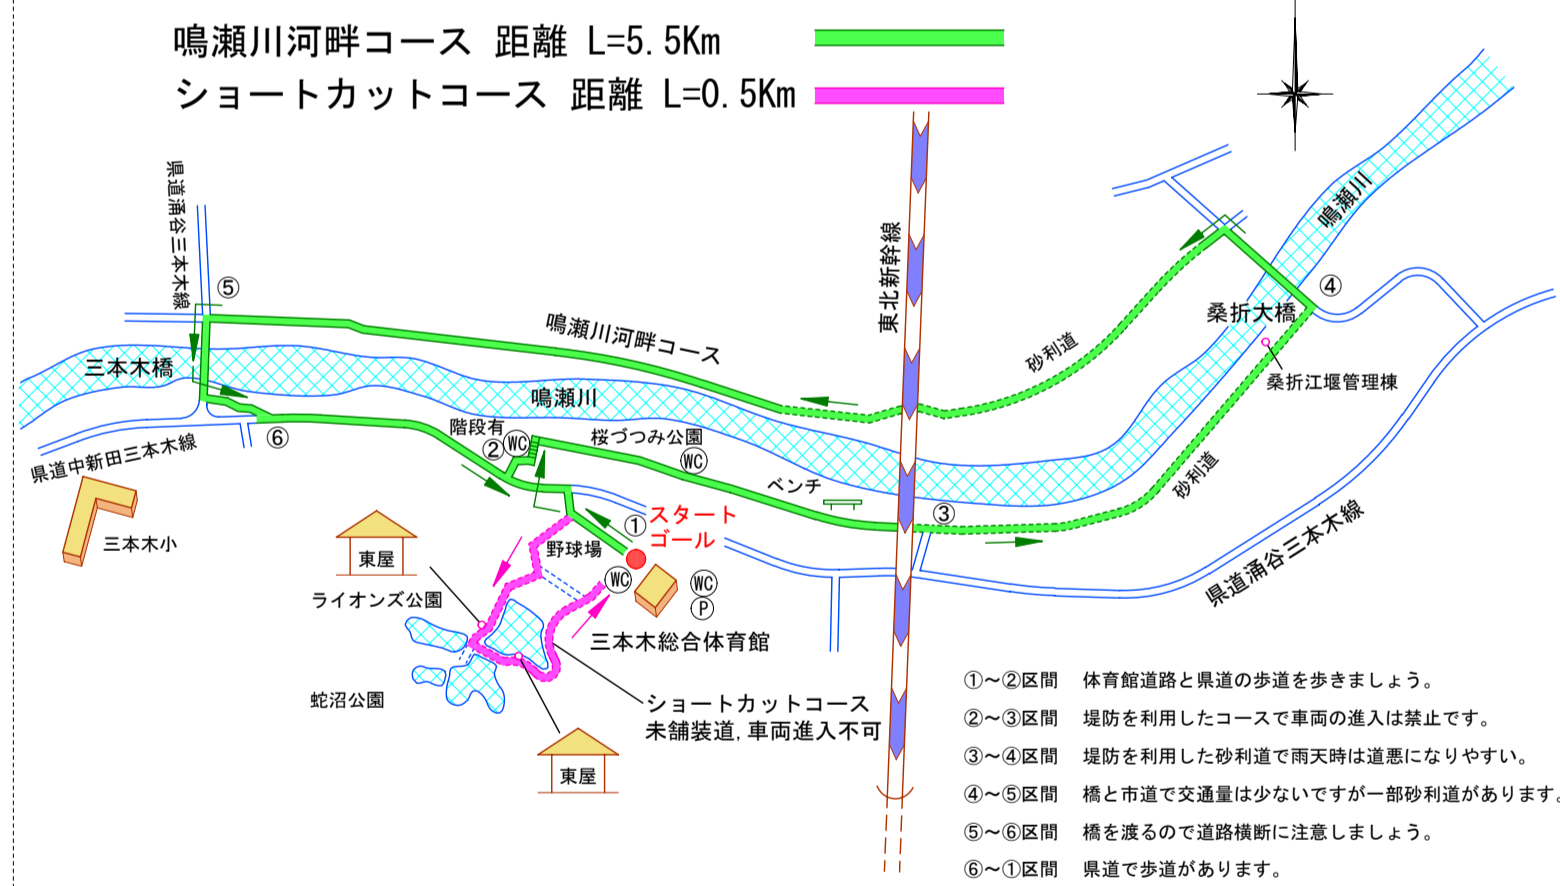 鳴瀬川河畔コース 距離 L=5.5Km
ショートカットコース 距離 L=0.5Km
県道涌谷三本木線
⑤
三本木橋
鳴瀬川河畔コース
東北新幹線
鳴瀬川
④
桑折大橋
砂利道
桑折江堰管理棟
鳴瀬川
⑥
県道中新田三本木線
階段有
②
WC
桜づつみ公園
WC
ベンチ
③
砂利道
県道涌谷三本木線
三本木小
東屋
野球場
①
スタート
ゴール
WC
WC
P
三本木総合体育館
ライオンズ公園
蛇沼公園
ショートカットコース
未舗装道,車両進入不可
東屋
①～②区間 体育館道路と県道の歩道を歩きましょう。
②～③区間 堤防を利用したコースで車両の進入は禁止です。
③～④区間 堤防を利用した砂利道で雨天時は道悪になりやすい。
④～⑤区間 橋と市道で交通量は少ないですが一部砂利道があります。
⑤～⑥区間 橋を渡るので道路横断に注意しましょう。
⑥～①区間 県道で歩道があります。